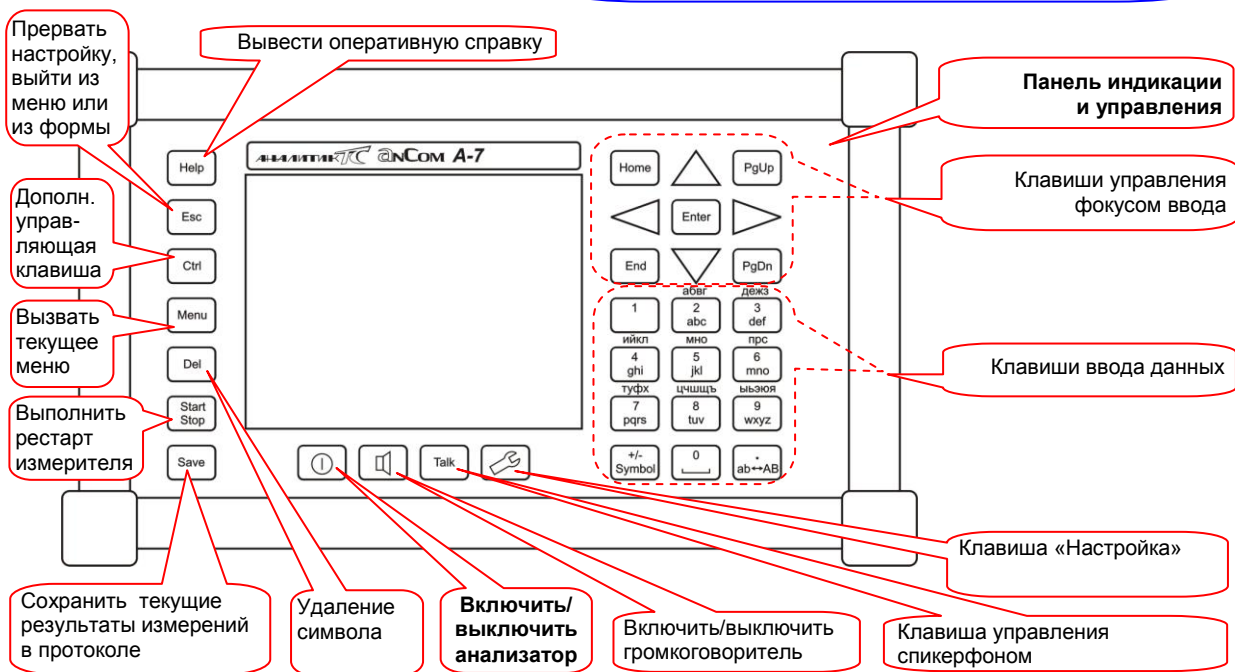 Прервать
настройку,
выйти из
меню или
из формы
Вывести оперативную справку
Панель индикации
и управления
Дополн.
управ-
ляющая
клавиша
Вызвать
текущее
меню
Выполнить
рестарт
измерителя
Help
Esc
Ctrl
Menu
Del
Start
Stop
Save
аналитикТС AnCom A-7
Talk
Home
PgUp
Enter
End
PgDn
абвг
дежз
1
2
abc
3
def
ийкл
мно
прс
4
ghi
5
jkl
6
mno
туфх
цчшщъ
ыьэюя
7
pqrs
8
tuv
9
wxyz
+/-
Symbol
0
.
ab↔AB
Клавиши управления
фокусом ввода
Клавиши ввода данных
Клавиша «Настройка»
Сохранить текущие
результаты измерений
в протоколе
Удаление
символа
Включить/
выключить
анализатор
Включить/выключить
громкоговоритель
Клавиша управления
спикерфоном